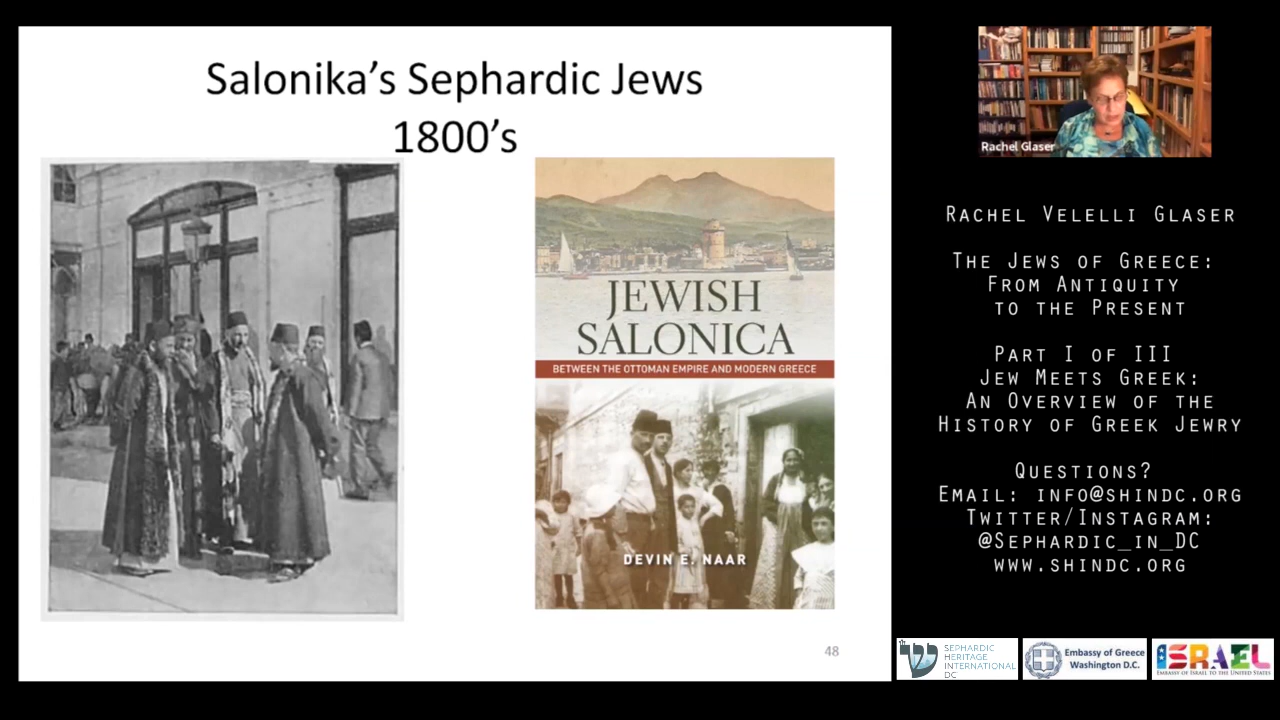 Salonika’s Sephardic Jews
1800’s
JEWISH
SALONICA
BETWEEN THE OTTOMAN EMPIRE AND MODERN GREECE
DEVIN E. NAAR
48
Rachel Glaser
RACHEL VELELLI GLASER
THE JEWS OF GREECE:
FROM ANTIQUITY
TO THE PRESENT
PART I OF III
JEW MEETS GREEK:
AN OVERVIEW OF THE
HISTORY OF GREEK JEWRY
QUESTIONS?
EMAIL: INFO@SHINDC.ORG
TWITTER/INSTAGRAM:
@SEPHARDIC_IN_DC
WWW.SHINDC.ORG
SEPHARDIC
HERITAGE
INTERNATIONAL
DC
Embassy of Greece
Washington D.C.
ISRAEL
EMBASSY OF ISRAEL TO THE UNITED STATES